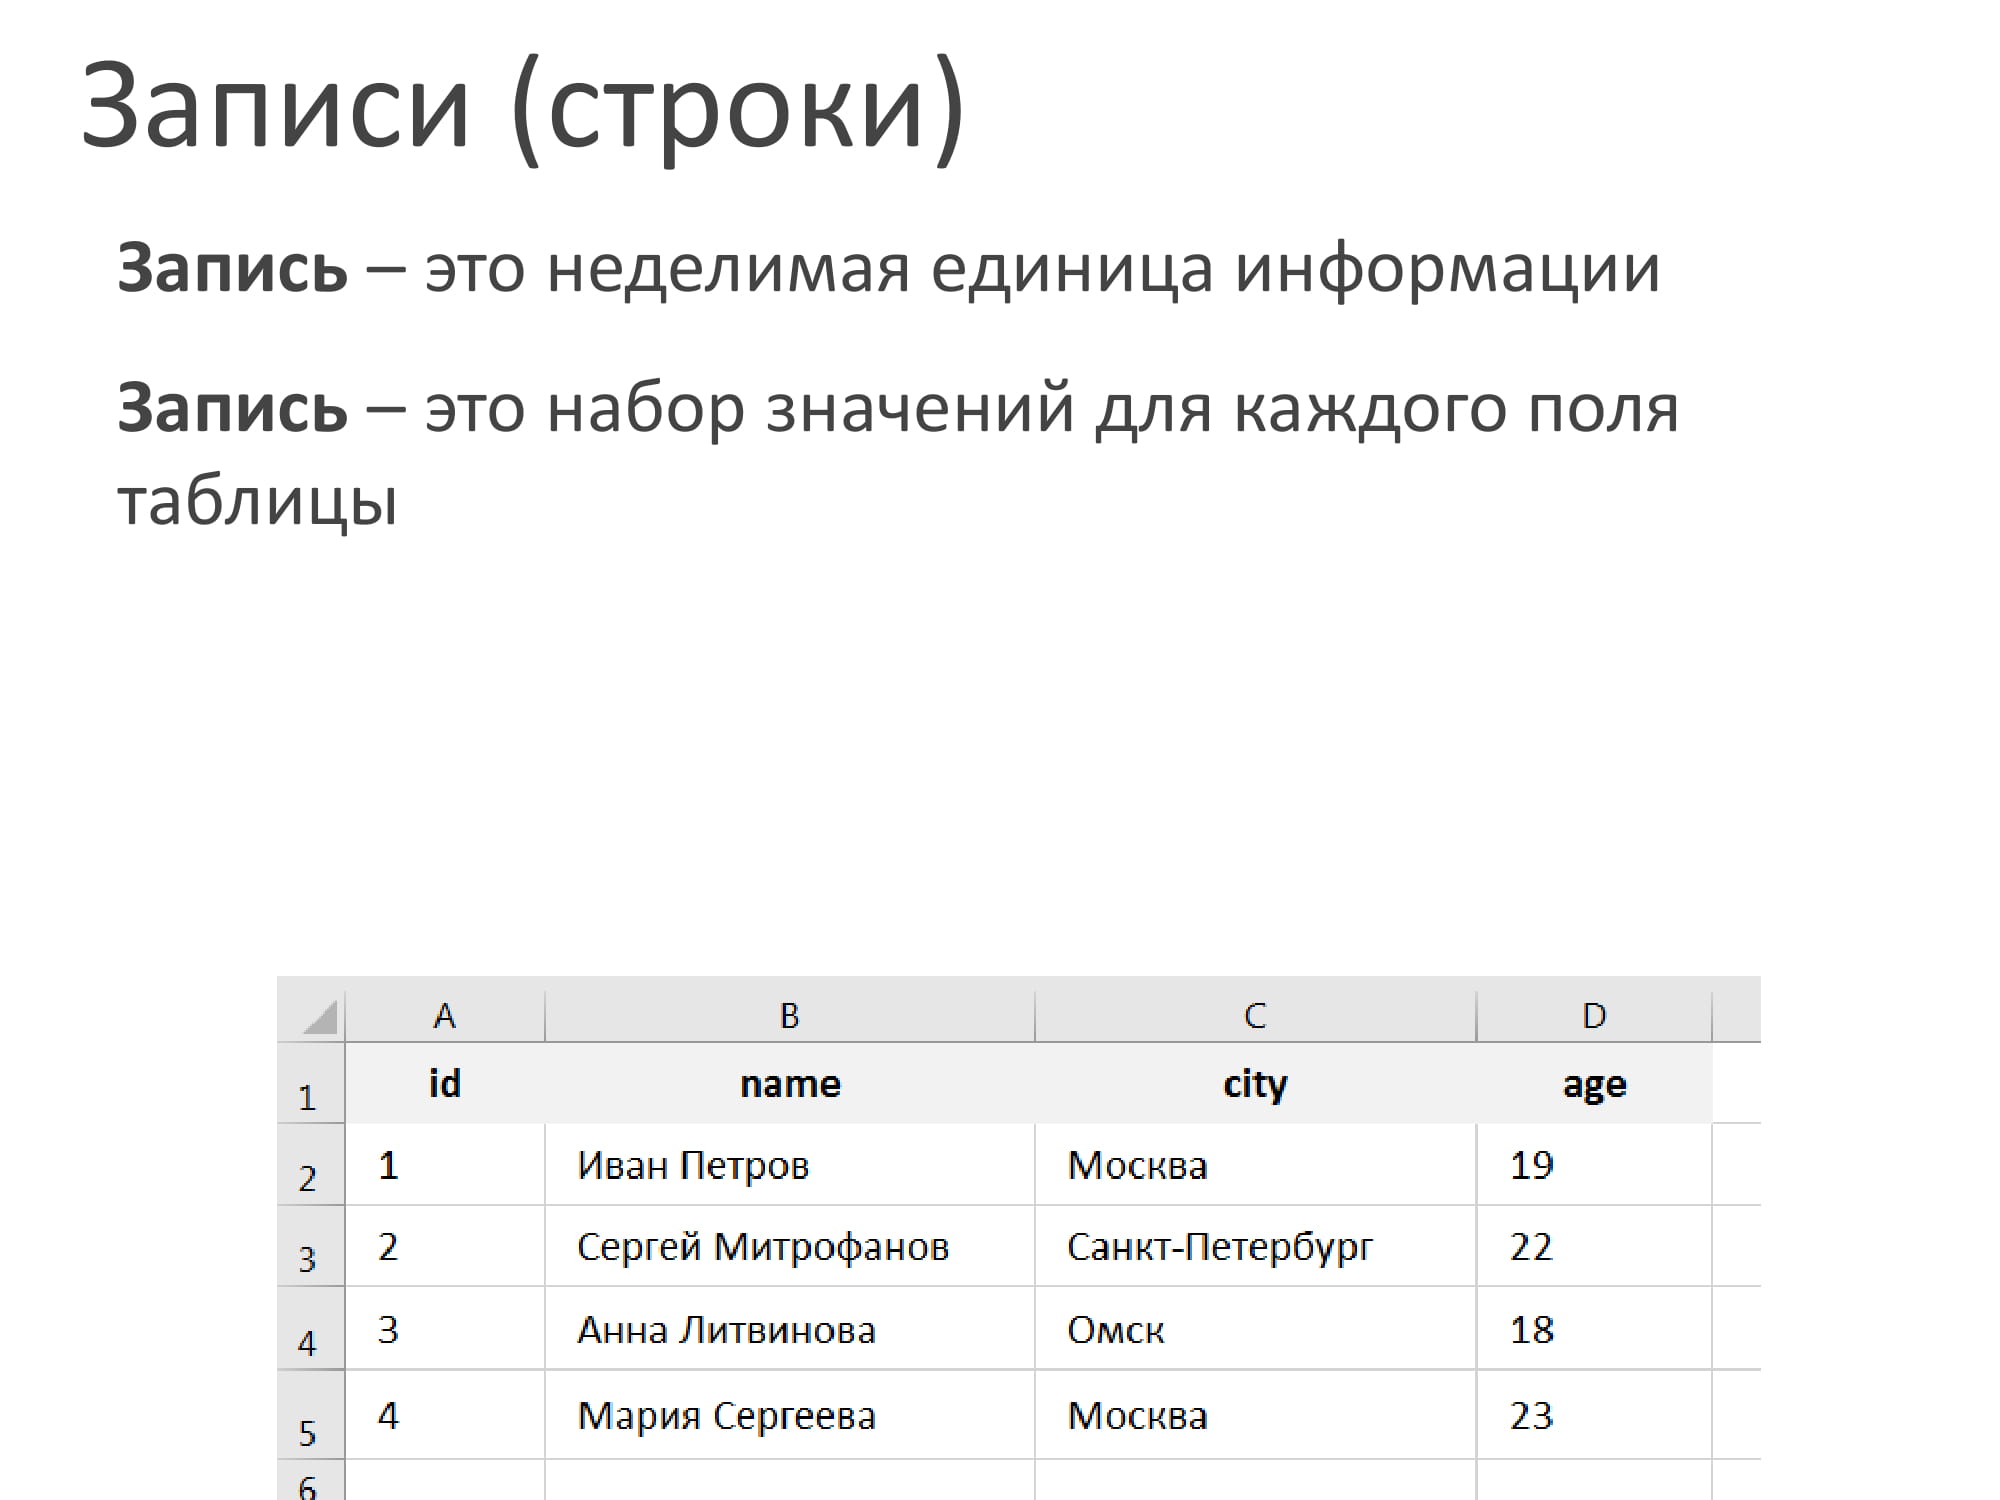 Записи (строки)
Запись – это неделимая единица информации
Запись – это набор значений для каждого поля
таблицы
A B C D
1 id name city age
2 1 Иван Петров Москва 19
3 2 Сергей Митрофанов Санкт-Петербург 22
4 3 Анна Литвинова Омск 18
5 4 Мария Сергеева Москва 23
6